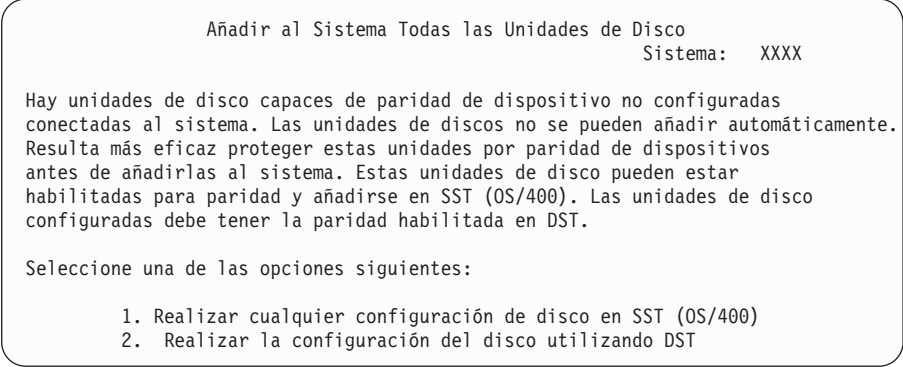 Añadir al Sistema Todas las Unidades de Disco
Sistema: XXXX
Hay unidades de disco capaces de paridad de dispositivo no configuradas
conectadas al sistema. Las unidades de discos no se pueden añadir automáticamente.
Resulta más eficaz proteger estas unidades por paridad de dispositivos
antes de añadirlas al sistema. Estas unidades de disco pueden estar
habilitadas para paridad y añadirse en SST (OS/400). Las unidades de disco
configuradas debe tener la paridad habilitada en DST.
Seleccione una de las opciones siguientes:
1. Realizar cualquier configuración de disco en SST (OS/400)
2. Realizar la configuración del disco utilizando DST